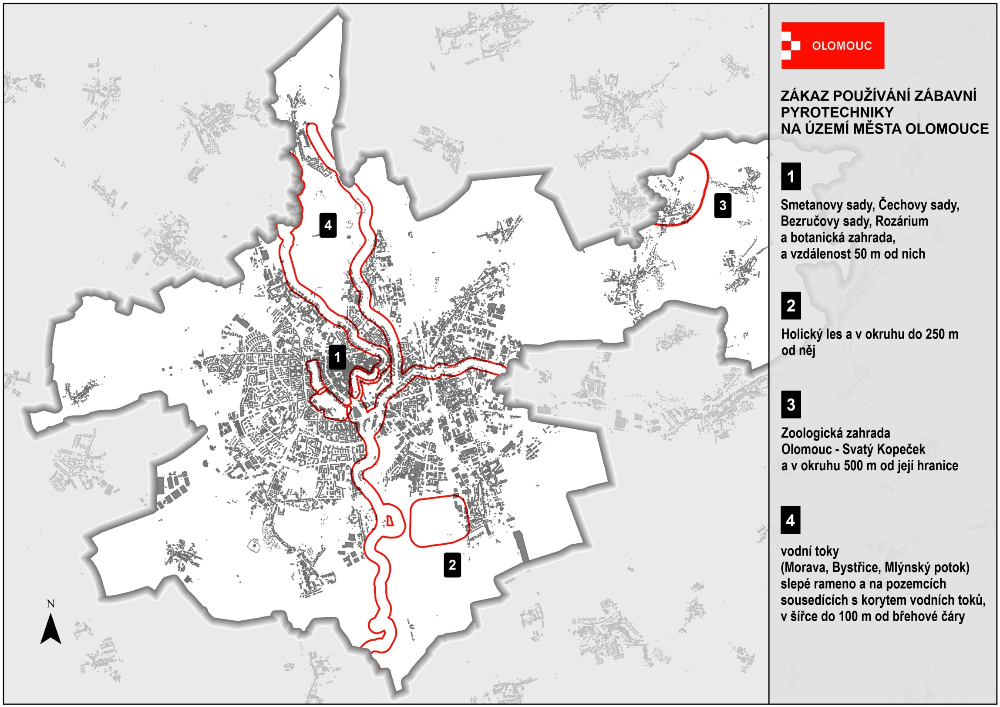 OLOMOUC
ZÁKAZ POUŽÍVÁNÍ ZÁBAVNÍ
PYROTECHNIKY
NA ÚZEMÍ MĚSTA OLOMOUCE
1
Smetanovy sady, Čechovy sady,
Bezručovy sady, Rozárium
a botanická zahrada,
a vzdálenost 50 m od nich
2
Holický les a v okruhu do 250 m
od něj
3
Zoologická zahrada
Olomouc - Svatý Kopeček
a v okruhu 500 m od její hranice
4
vodní toky
(Morava, Bystřice, Mlýnský potok)
slepé rameno a na pozemcích
sousedících s korytem vodních toků,
v šířce do 100 m od břehové čáry
3
4
1
2
N